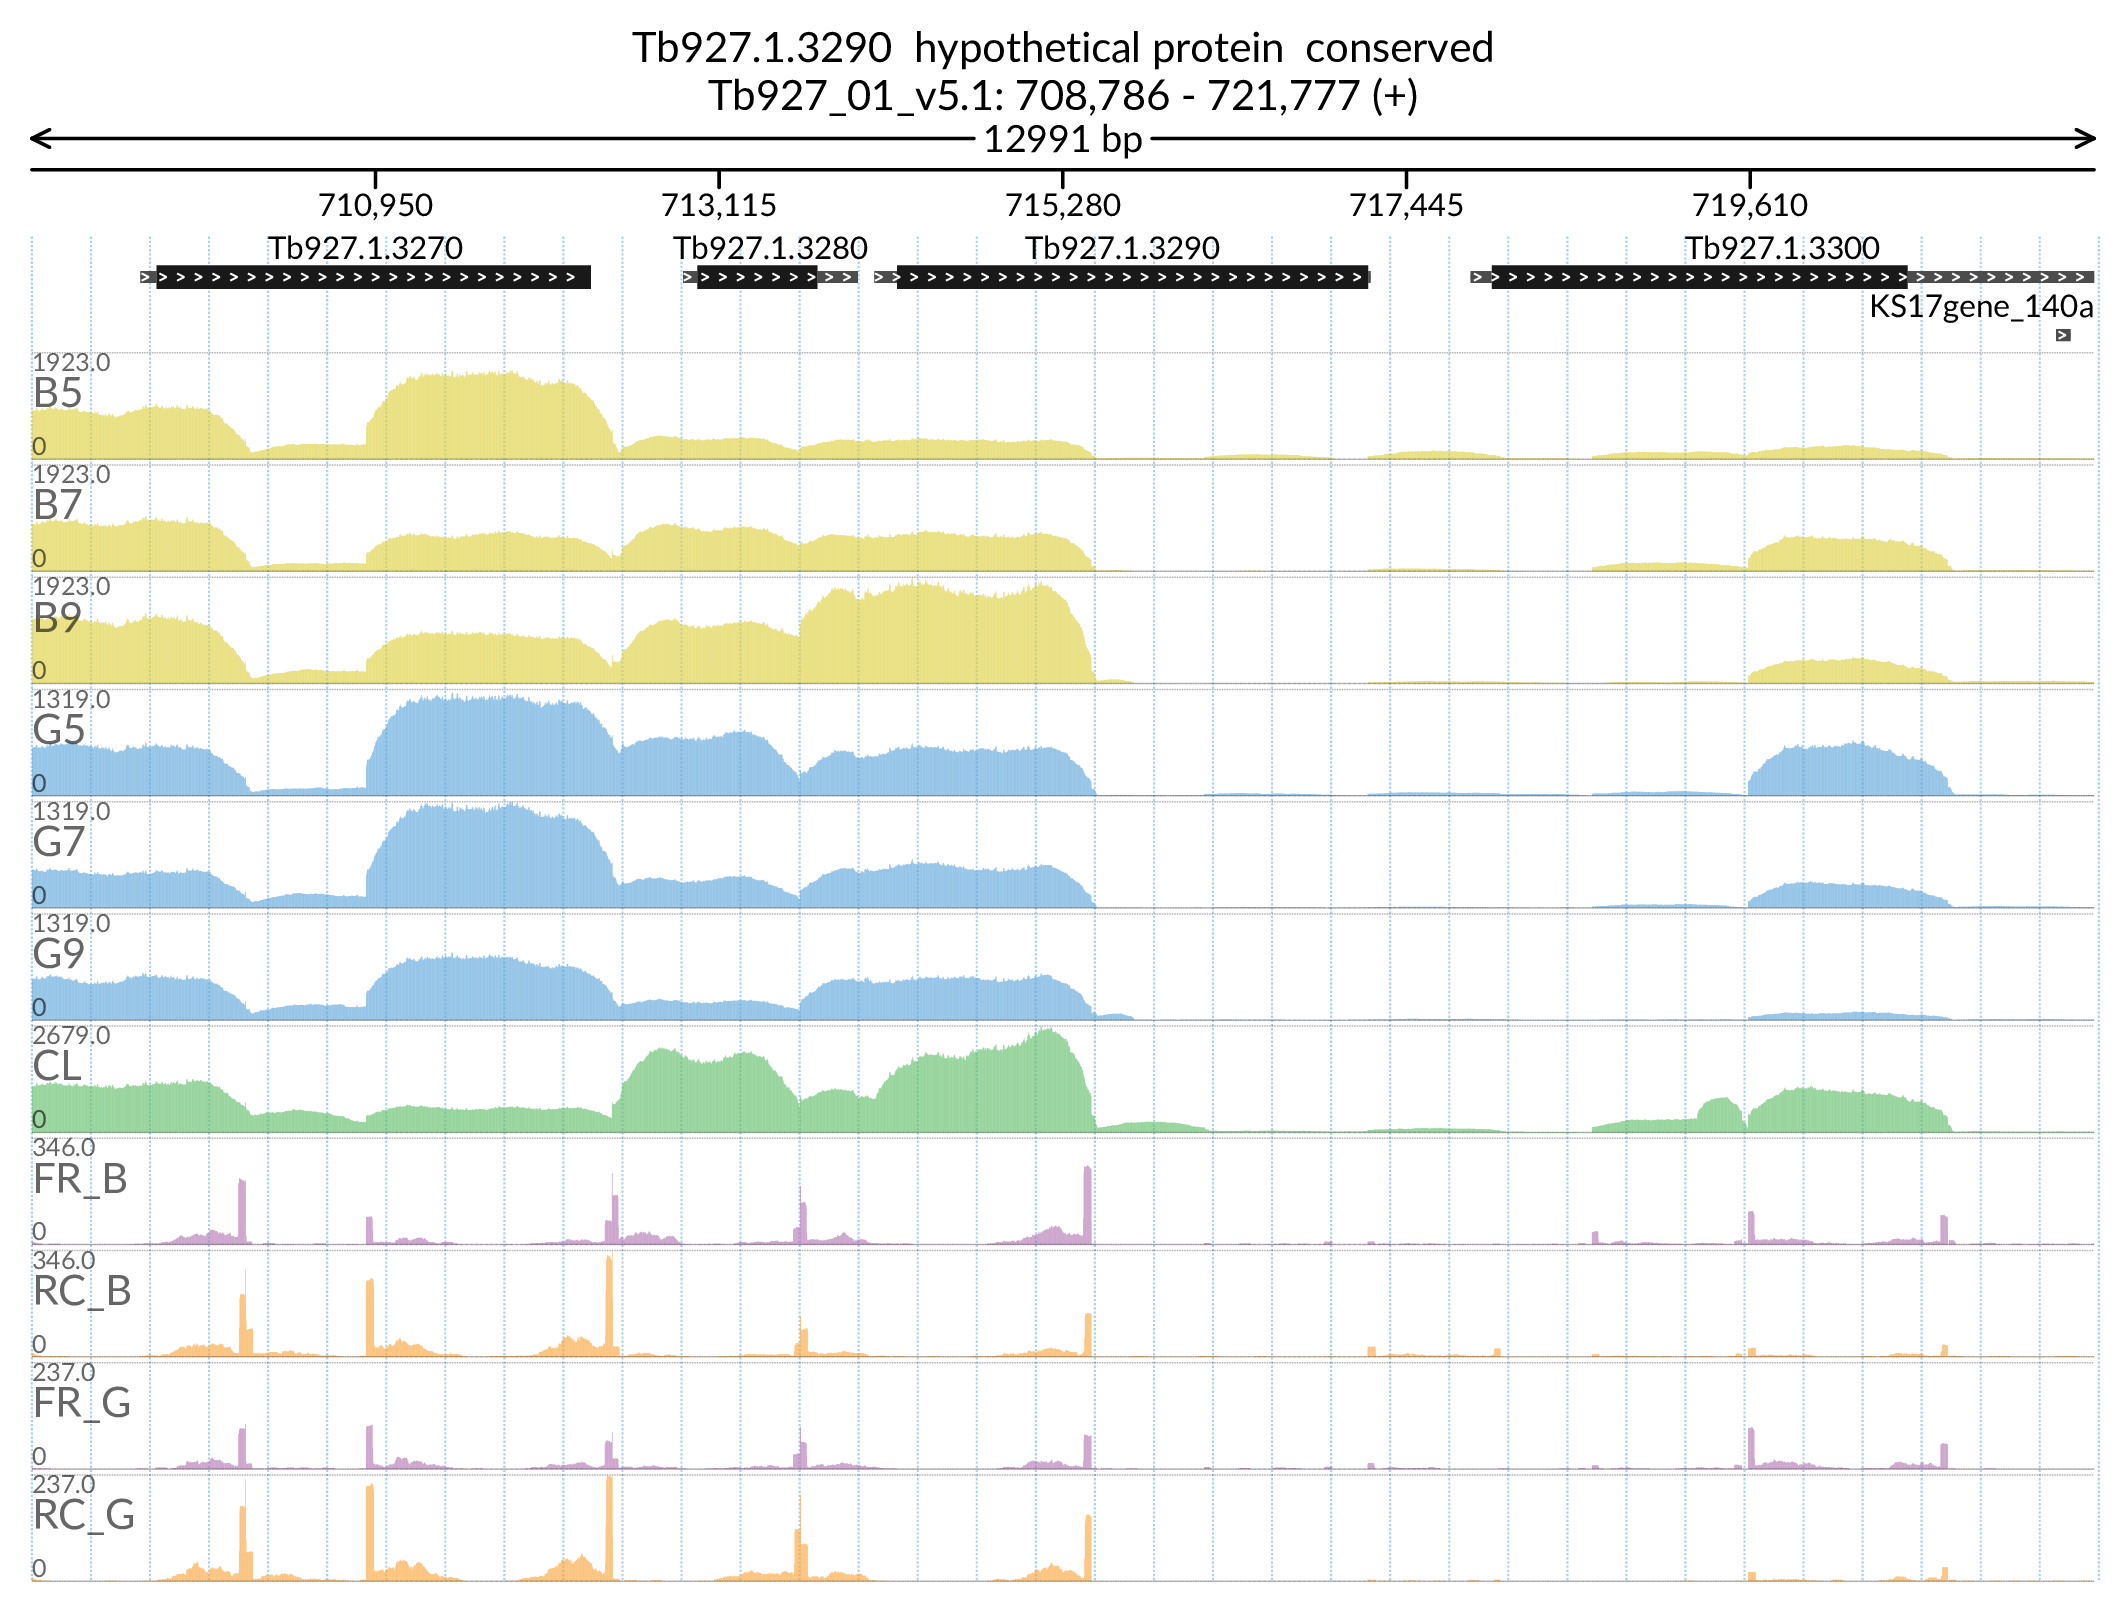 Tb927.1.3290 hypothetical protein conserved
Tb927_01_v5.1: 708,786 - 721,777 (+)
12991 bp
710,950 713,115 715,280 717,445 719,610
Tb927.1.3270 Tb927.1.3280 Tb927.1.3290 Tb927.1.3300
KS17gene_140a
1923.0
B5
0
1923.0
B7
0
1923.0
B9
0
1319.0
G5
0
1319.0
G7
0
1319.0
G9
0
2679.0
CL
0
346.0
FR_B
0
346.0
RC_B
0
237.0
FR_G
0
237.0
RC_G
0